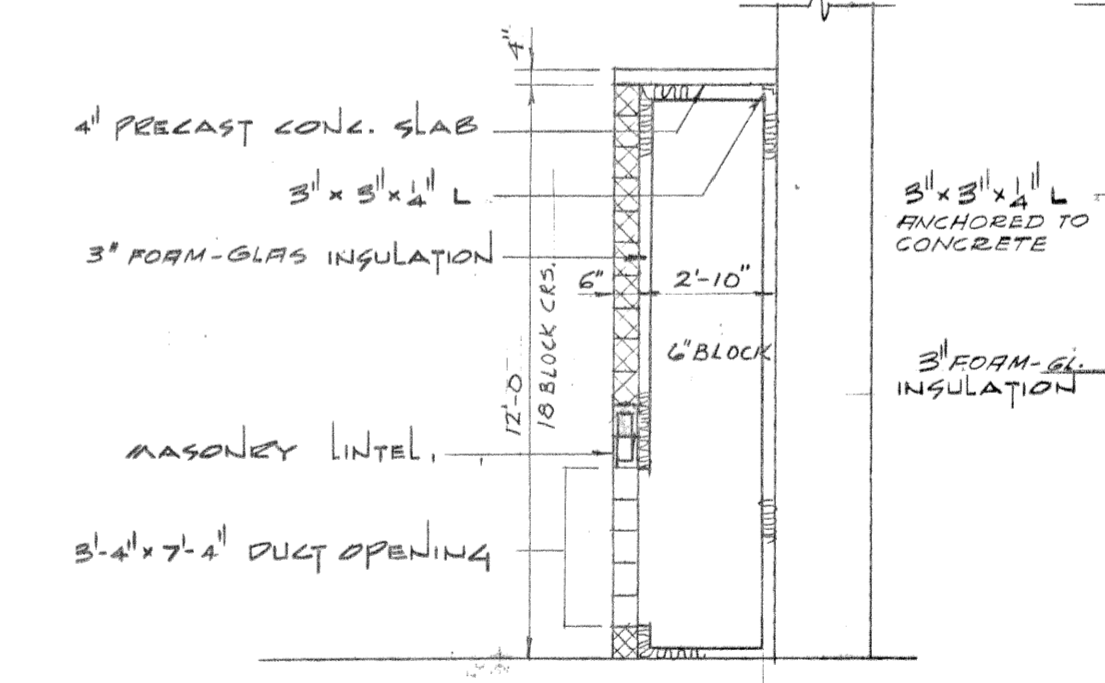 4"
4" PRECAST CONC. SLAB
3" x 3" x 1/4" L
3" FOAM-GLAS INSULATION
6"
2'-10"
6" BLOCK
12'-0
18 BLOCK CRS.
MASONRY LINTEL.
3'-4" x 7'-4" DUCT OPENING
3" x 3" x 1/4" L
ANCHORED TO
CONCRETE
3" FOAM-GL.
INSULATION